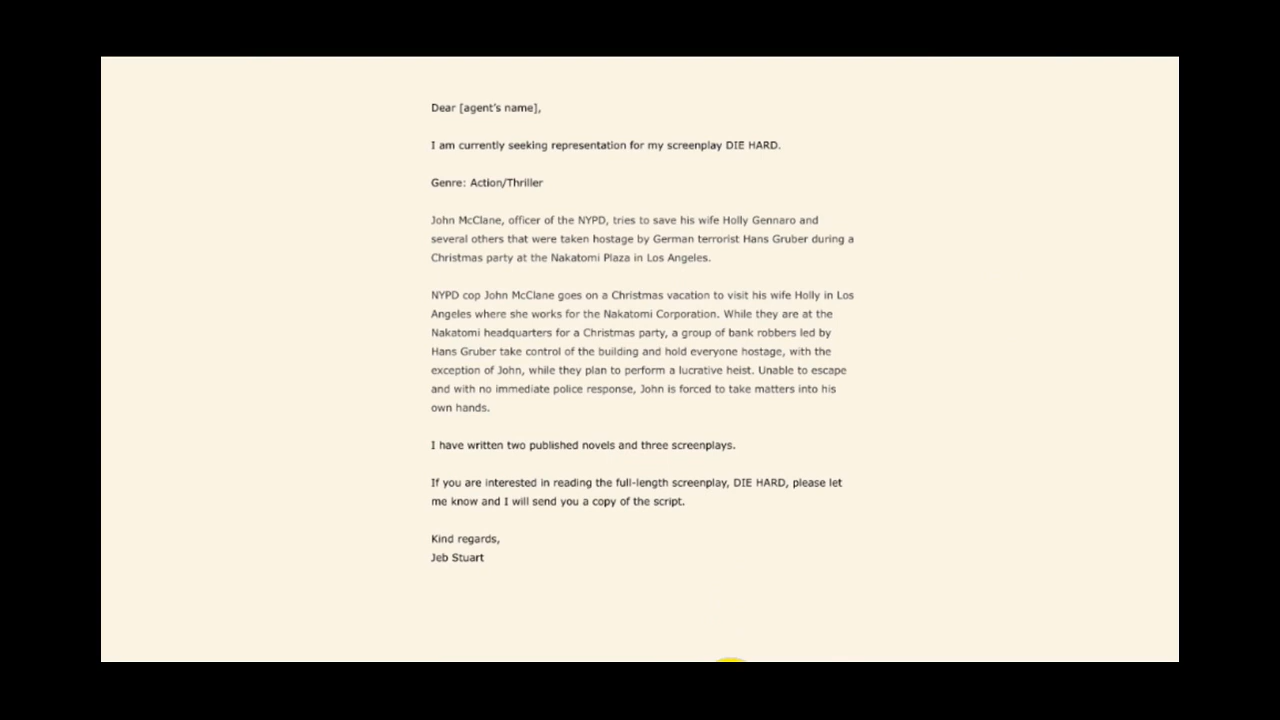 Dear [agent's name],
I am currently seeking representation for my screenplay DIE HARD.
Genre: Action/Thriller
John McClane, officer of the NYPD, tries to save his wife Holly Gennaro and
several others that were taken hostage by German terrorist Hans Gruber during a
Christmas party at the Nakatomi Plaza in Los Angeles.
NYPD cop John McClane goes on a Christmas vacation to visit his wife Holly in Los
Angeles where she works for the Nakatomi Corporation. While they are at the
Nakatomi headquarters for a Christmas party, a group of bank robbers led by
Hans Gruber take control of the building and hold everyone hostage, with the
exception of John, while they plan to perform a lucrative heist. Unable to escape
and with no immediate police response, John is forced to take matters into his
own hands.
I have written two published novels and three screenplays.
If you are interested in reading the full-length screenplay, DIE HARD, please let
me know and I will send you a copy of the script.
Kind regards,
Jeb Stuart